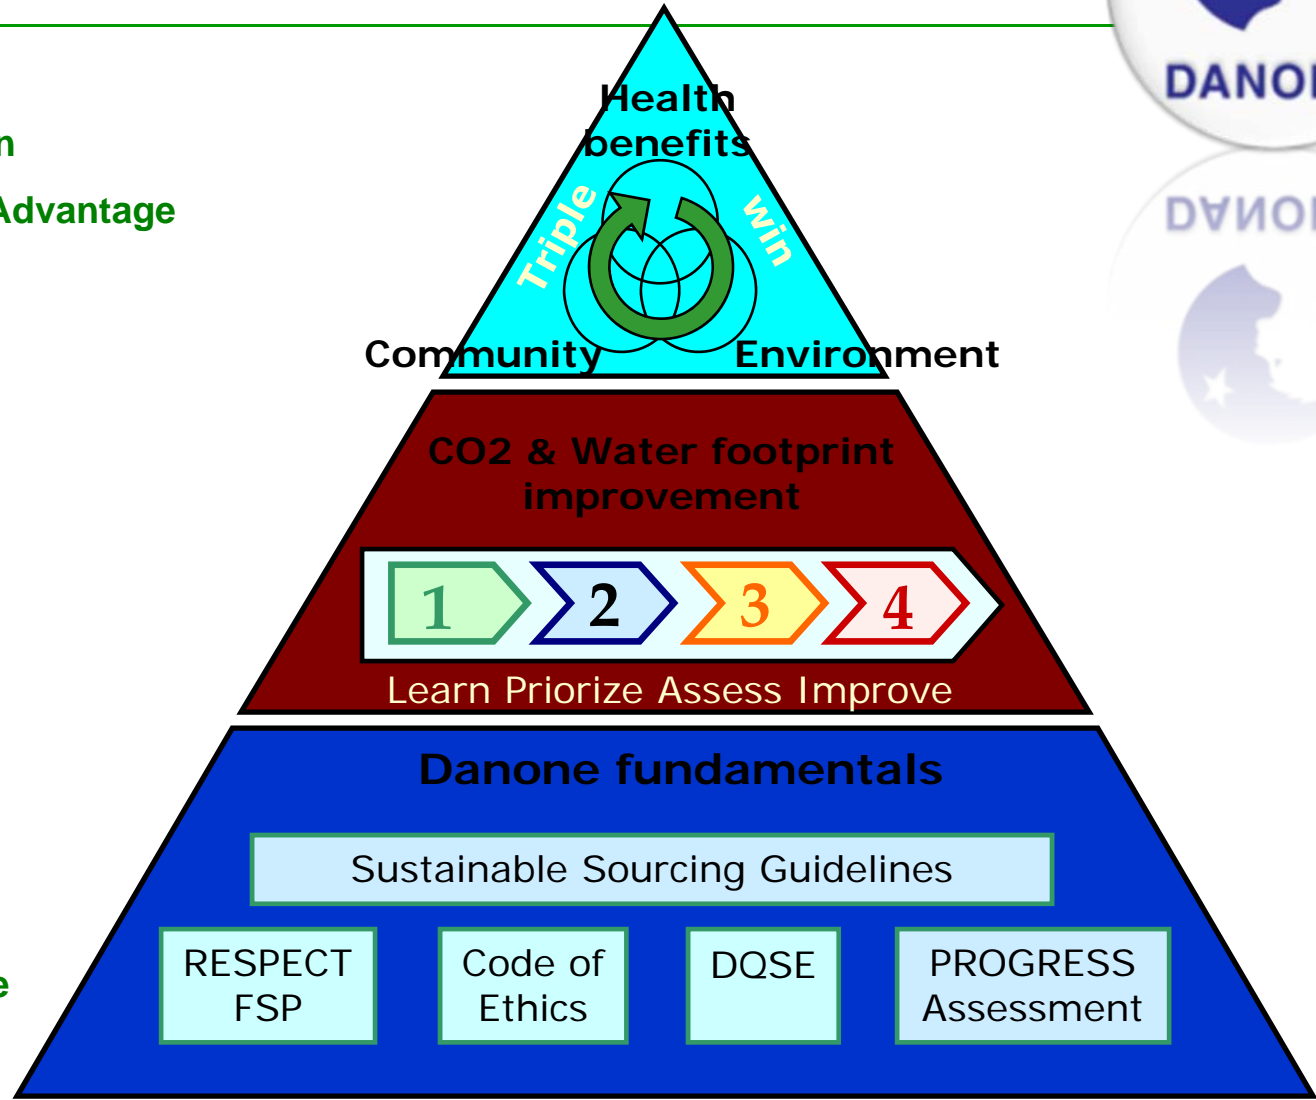 Health
benefits
Advantage
Triple
win
Community
Environment
CO2 & Water footprint
improvement
1 2 3 4
Learn Priorize Assess Improve
Danone fundamentals
Sustainable Sourcing Guidelines
RESPECT
FSP
Code of
Ethics
DQSE
PROGRESS
Assessment